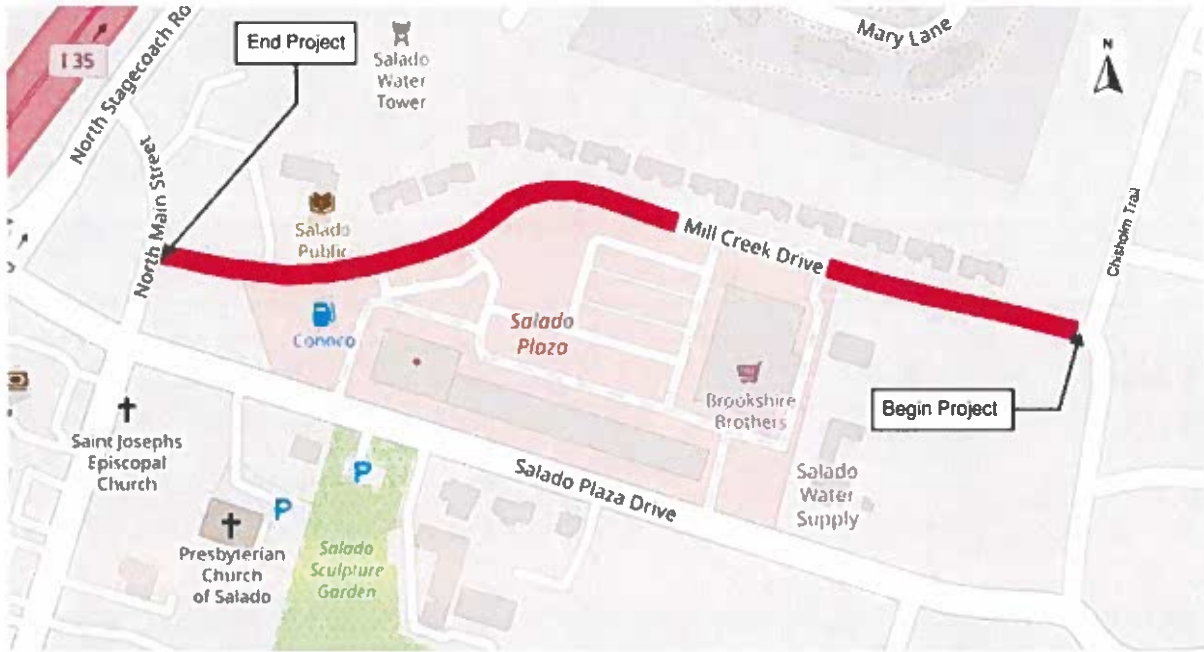 End Project
I 35
North Stagecoach Ro
Salado
Water
Tower
Mary Lane
N
North Main Street
Salado
Public
Mill Creek Drive
Chisholm Trail
Conoco
Salado
Plaza
Brookshire
Brothers
Begin Project
Saint Josephs
Episcopal
Church
P
P
Salado Plaza Drive
Salado
Water
Supply
Presbyterian
Church
of Salado
Salado
Sculpture
Garden